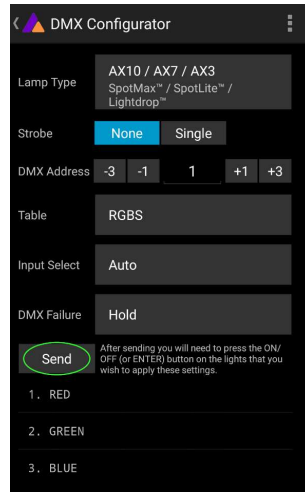 DMX Configurator
Lamp Type
AX10 / AX7 / AX3
SpotMax™ / SpotLite™ /
Lightdrop™
Strobe
None
Single
DMX Address
-3
-1
1
+1
+3
Table
RGBS
Input Select
Auto
DMX Failure
Hold
Send
After sending you will need to press the ON/
OFF (or ENTER) button on the lights that you
wish to apply these settings.
1. RED
2. GREEN
3. BLUE